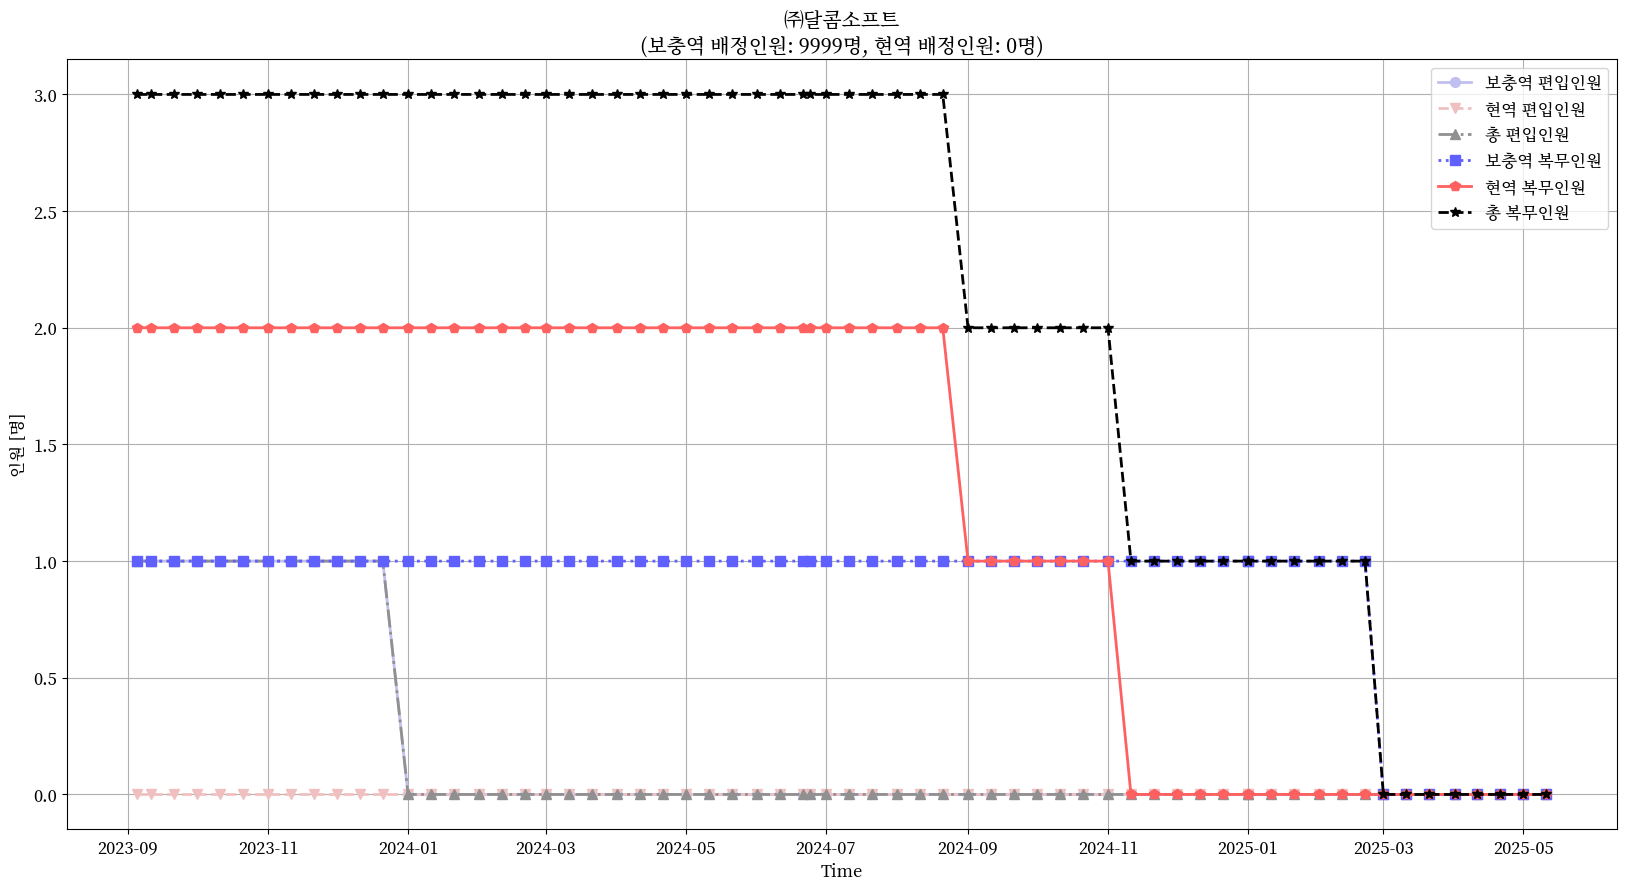 ㈜달콤소프트
(보충역 배정인원: 9999명, 현역 배정인원: 0명)
보충역 편입인원
현역 편입인원
총 편입인원
보충역 복무인원
현역 복무인원
총 복무인원
3.0
2.5
2.0
1.5
1.0
0.5
0.0
인원 [명]
2023-09
2023-11
2024-01
2024-03
2024-05
2024-07
2024-09
2024-11
2025-01
2025-03
2025-05
Time